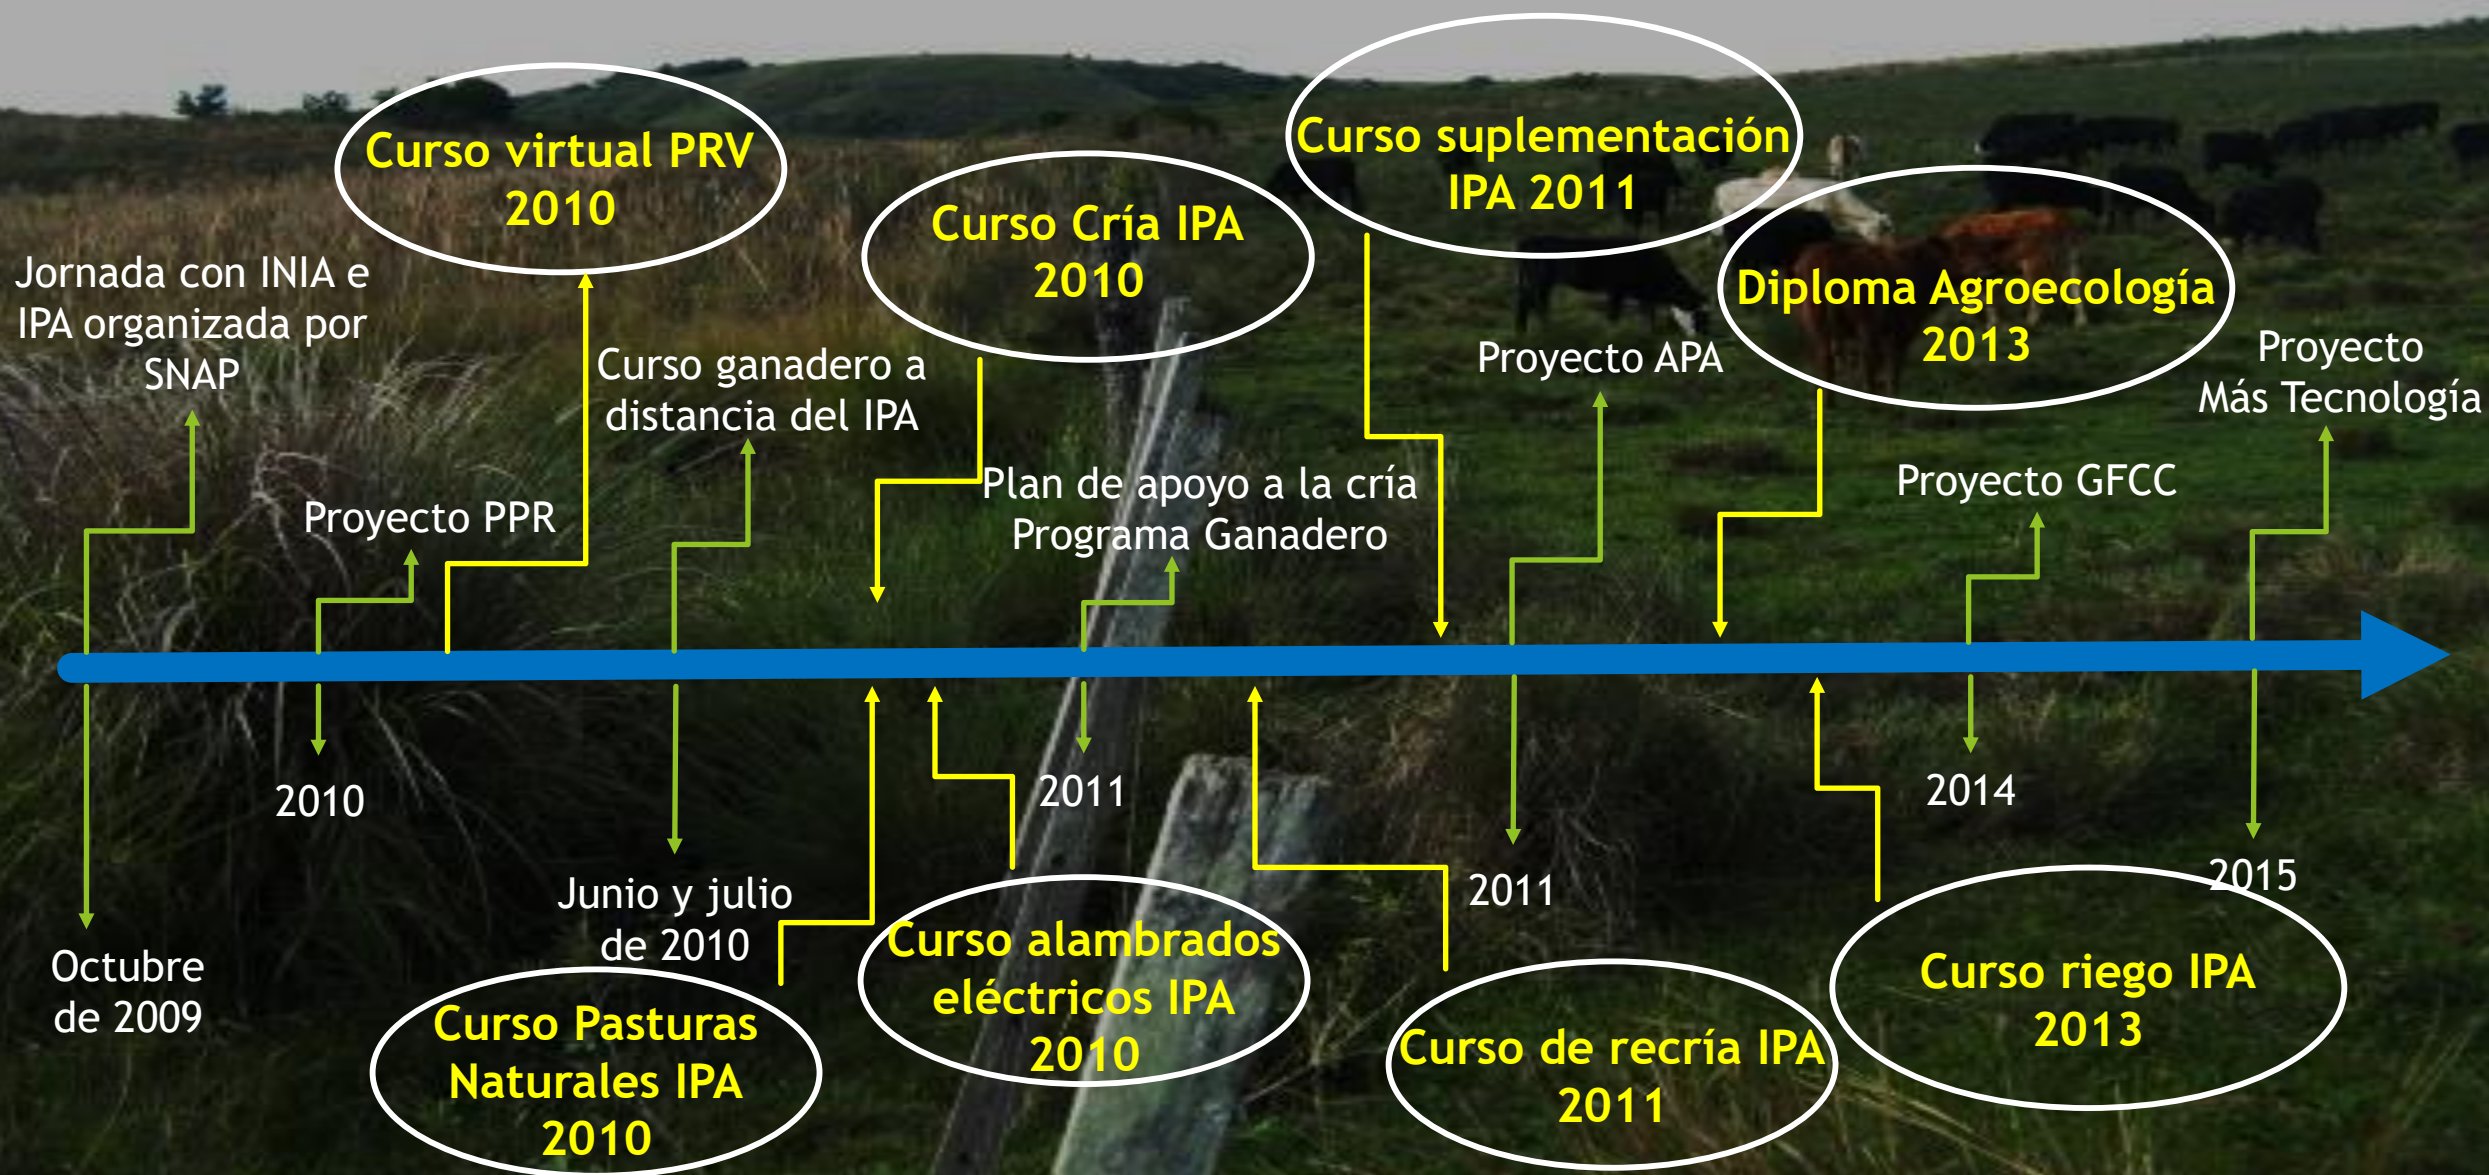 Curso virtual PRV
2010
Curso Cría IPA
2010
Curso suplementación
IPA 2011
Diploma Agroecología
2013
Jornada con INIA e
IPA organizada por
SNAP
Proyecto PPR
Curso ganadero a
distancia del IPA
Plan de apoyo a la cría
Programa Ganadero
Proyecto APA
Proyecto GFCC
Proyecto
Más Tecnología
Octubre
de 2009
2010
Junio y julio
de 2010
2011
2011
2014
2015
Curso Pasturas
Naturales IPA
2010
Curso alambrados
eléctricos IPA
2010
Curso de recría IPA
2011
Curso riego IPA
2013